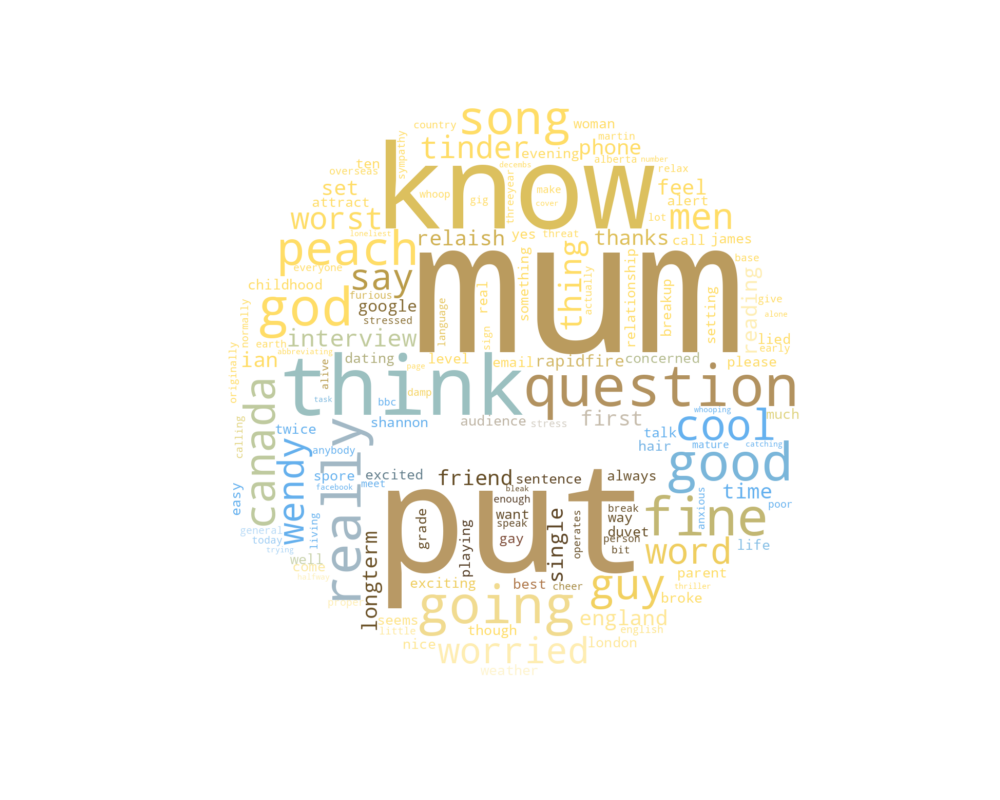 song
woman
country
martin
sympathy
tinder
evening
phone
alberta
number
ten
overseas
know
relax
set
whoop
gig
threeyear
make
cover
feel
attract
alert
worst
men
loneliest
peach
relaish
yes
threat
thanks
call
james
everyone
say
mum
something
actually
thing
relationship
breakup
setting
base
childhood
furious
google
real
reading
give
god
stressed
language
sign
alone
normally
interview
lied
earth
abbreviating
early
ian
dating
level
email
rapidfire
concerned
please
originally
alive
page
think
question
task
bbc
damp
canada
much
whooping
shannon
audience
stress
first
cool
calling
twice
talk
catching
wendy
really
anybody
hair
mature
good
easy
spore
excited
friend
sentence
always
facebook
meet
bleak
time
anxious
poor
living
put
enough
want
speak
gay
grade
playing
single
operates
break
way
duvet
person
bit
fine
general
today
trying
life
well
word
come
longterm
exciting
best
cheer
guy
parent
thriller
proper
going
broke
seems
little
though
england
english
nice
worried
london
weather